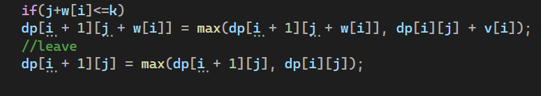 if(j+w[i]<=k)
dp[i + 1][j + w[i]] = max(dp[i + 1][j + w[i]], dp[i][j] + v[i]);
//leave
dp[i + 1][j] = max(dp[i + 1][j], dp[i][j]);